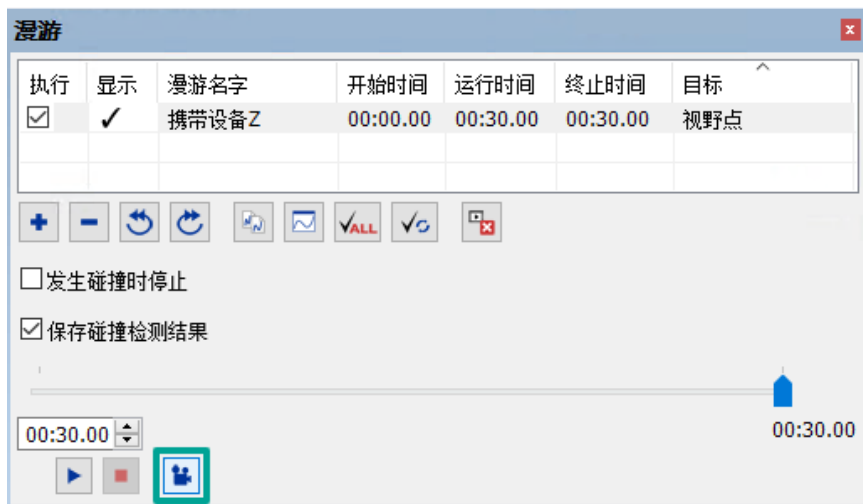 漫游
执行 显示 漫游名字 开始时间 运行时间 终止时间 目标
携带设备Z 00:00.00 00:30.00 00:30.00 视野点
ALL
发生碰撞时停止
保存碰撞检测结果
00:30.00 00:30.00